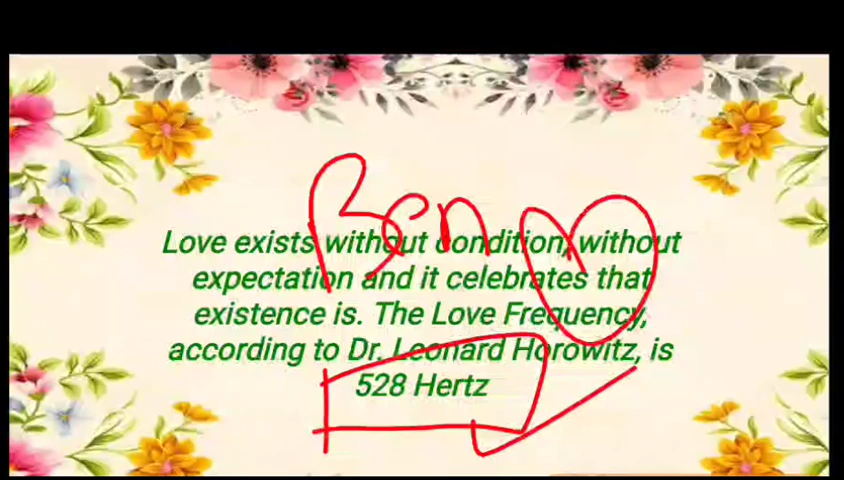 Ben
Love exists without condition, without
expectation and it celebrates that
existence is. The Love Frequency,
according to Dr. Leonard Horowitz, is
528 Hertz